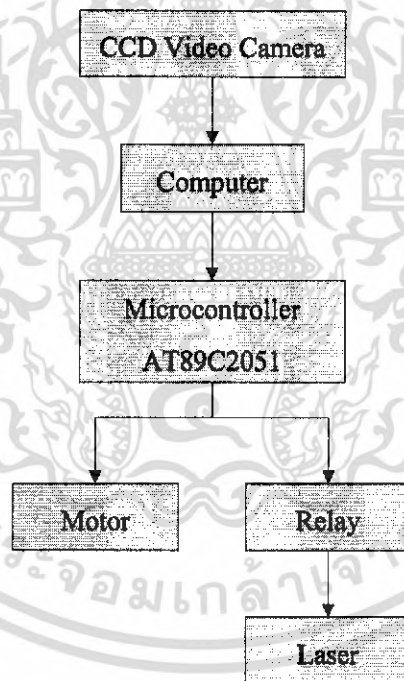 CCD Video Camera
Computer
Microcontroller
AT89C2051
Motor
Relay
Laser